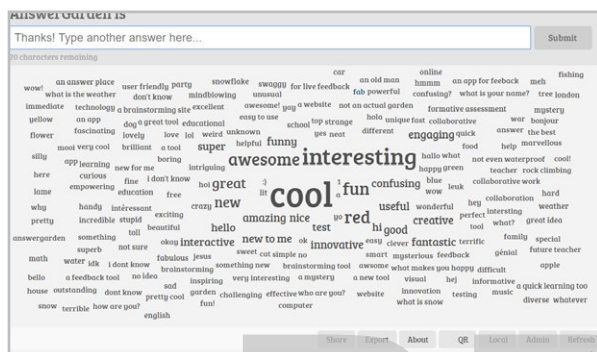 AnswerGarden is
Thanks! Type another answer here... Submit
20 characters remaining
car online fishing
an answer place user friendly party snowflake swaggy for live feedback an old man hmmm an app for feeback meh
wow! what is the weather don't know mindblowing unusual fab powerful confusing? what is your name? tree london
immediate technology a brainstorming site excellent awesome! yay a website not an actual garden formative assessment mystery
yellow an app dog a great tool educational easy to use school top strange hola unique fast collaborative war bonjour
flower fascinating lovely love lol weird unknown yes neat different engaging quick answer the best
mooi very cool brilliant a tool super helpful funny food help marvellous
silly app learning new for me boring intriguing awesome interesting hallo what not even waterproof cool!
happy green teacher rock climbing
here curious fine i don't know hoi great :) cool 1 fun confusing blue leuk collaborative work
lame empowering education free lit wow collaboration
why handy intéressant crazy new useful wonderful hey intersting hard weather
pretty incredible stupid exciting amazing nice yo red creative perfect what? great idea
toll beautiful hello test hi good tool
answergarden something okay interactive new to me ok innovative easy clever fantastic terrific family special
superb not sure génial future teacher
math water idk i dont know fabulous jesus sweet cat simple no smart mysterious feedback apple
bello a feedback tool no idea brainstorming something new brainstorming tool awsome what makes you happy difficult
sad inspiring very interesting a mystery a new tool visual hej informative a quick learning too
house outstanding dont know pretty cool garden challenging effective who are you? website innovation testing music diverse whatever
snow terrible how are you? fun! computer what is snow
english
Share Export About QR Local Admin Refresh